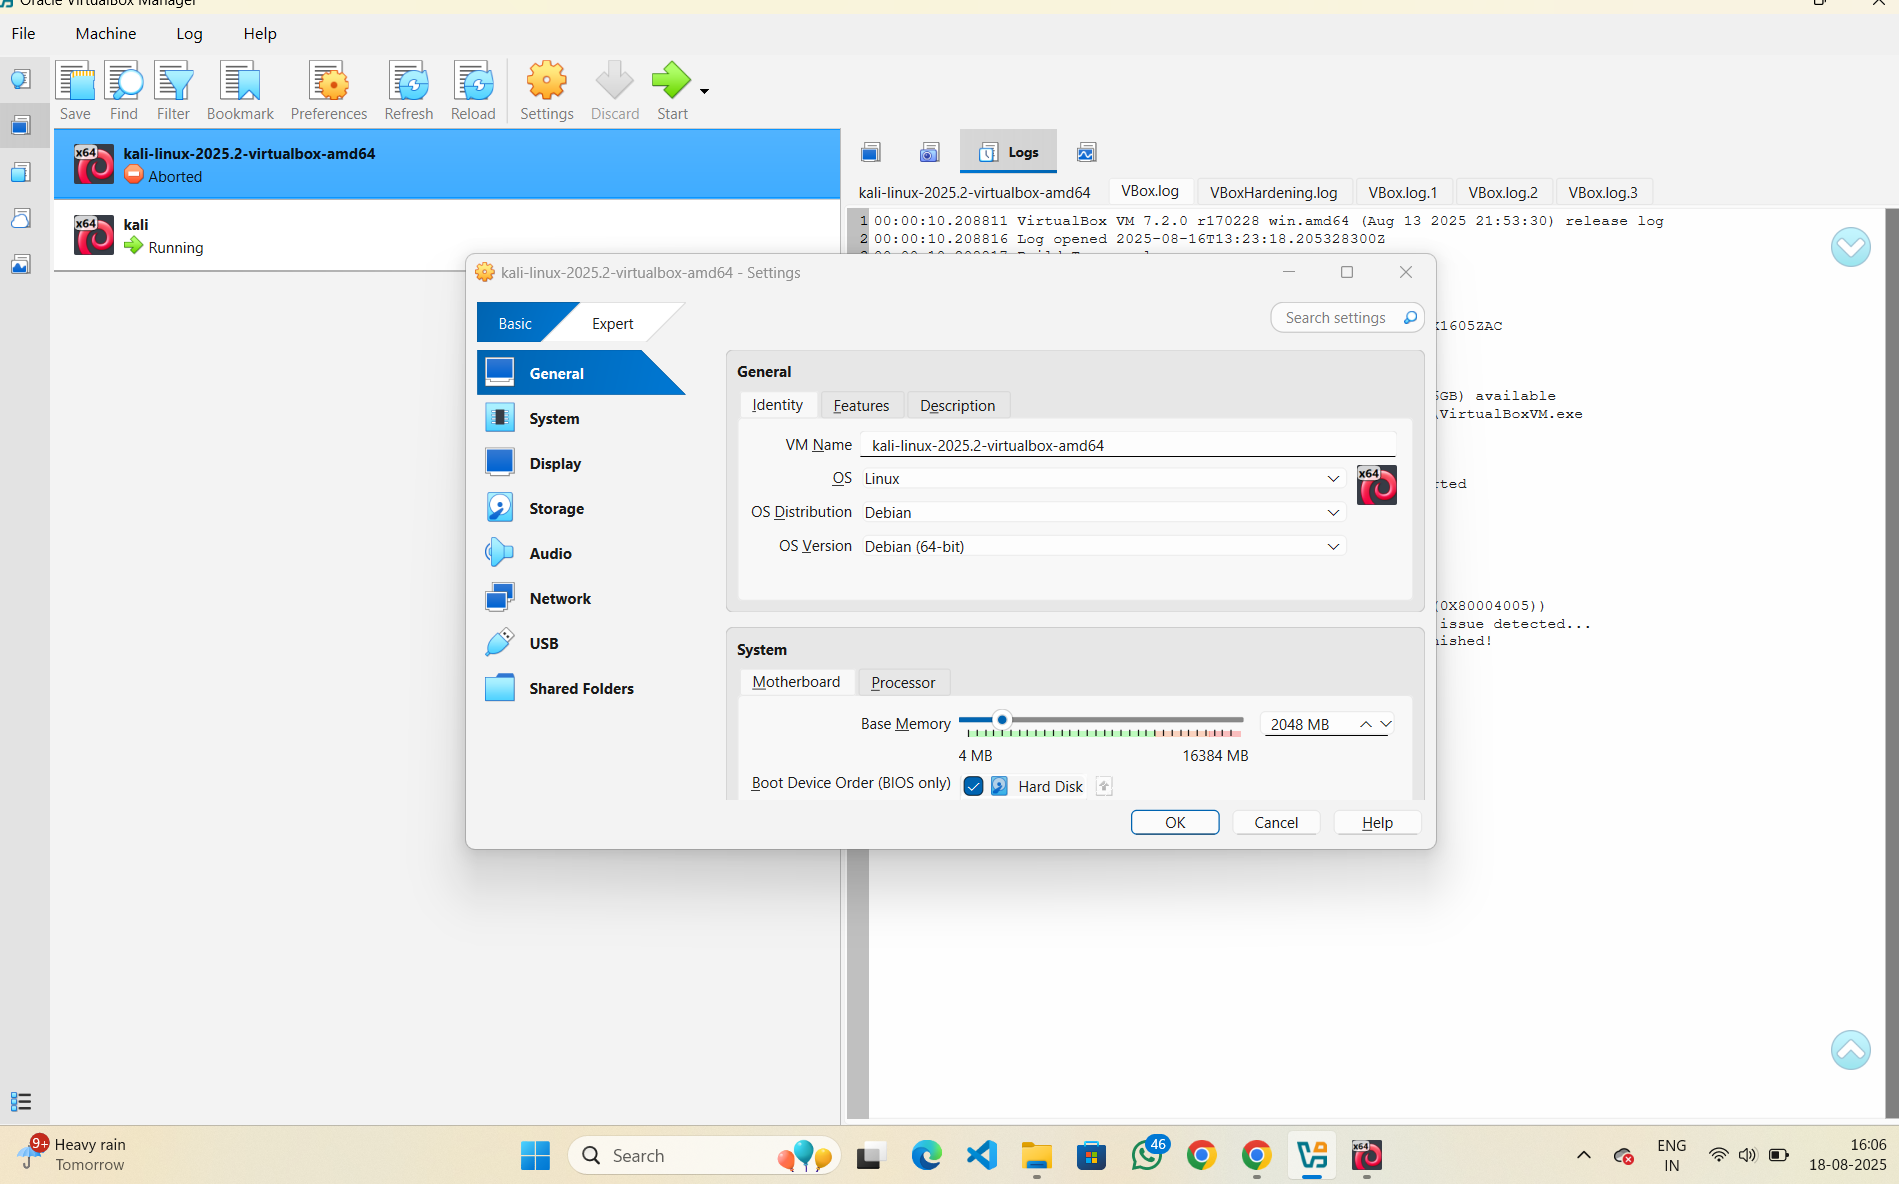 Oracle VirtualBox Manager
File Machine Log Help
Save Find Filter Bookmark Preferences Refresh Reload Settings Discard Start
x64
kali-linux-2025.2-virtualbox-amd64
Aborted
x64
kali
Running
Logs
kali-linux-2025.2-virtualbox-amd64 VBox.log VBoxHardening.log VBox.log.1 VBox.log.2 VBox.log.3
1 00:00:10.208811 VirtualBox VM 7.2.0 r170228 win.amd64 (Aug 13 2025 21:53:30) release log
2 00:00:10.208816 Log opened 2025-08-16T13:23:18.205328300Z
1605ZAC
GB) available
\VirtualBoxVM.exe
rted
(0X80004005))
issue detected...
ished!
kali-linux-2025.2-virtualbox-amd64 - Settings
Basic Expert
Search settings
General
System
Display
Storage
Audio
Network
USB
Shared Folders
General
Identity Features Description
VM Name kali-linux-2025.2-virtualbox-amd64
OS Linux
x64
OS Distribution Debian
OS Version Debian (64-bit)
System
Motherboard Processor
Base Memory 2048 MB
4 MB 16384 MB
Boot Device Order (BIOS only) Hard Disk
OK Cancel Help
9+
Heavy rain
Tomorrow
Search
46
x64
ENG
IN
16:06
18-08-2025